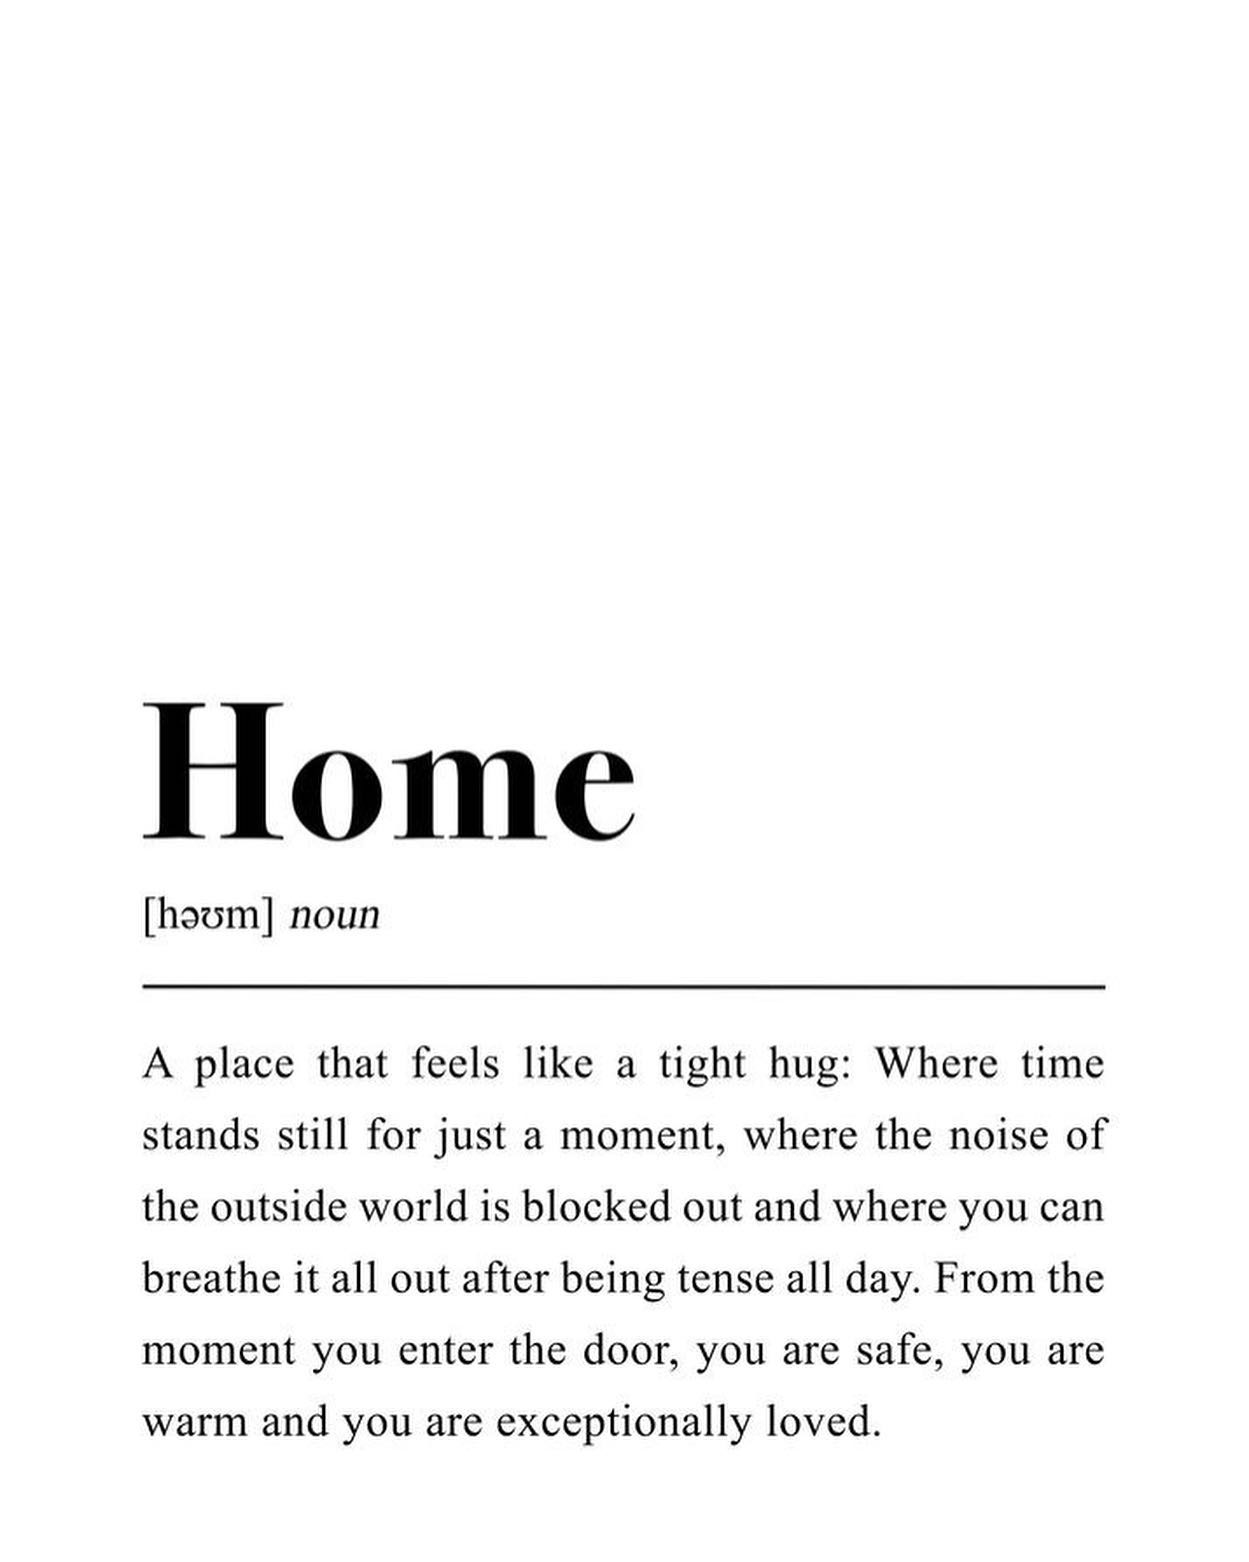 Home
[həʊm] noun
A place that feels like a tight hug: Where time
stands still for just a moment, where the noise of
the outside world is blocked out and where you can
breathe it all out after being tense all day. From the
moment you enter the door, you are safe, you are
warm and you are exceptionally loved.